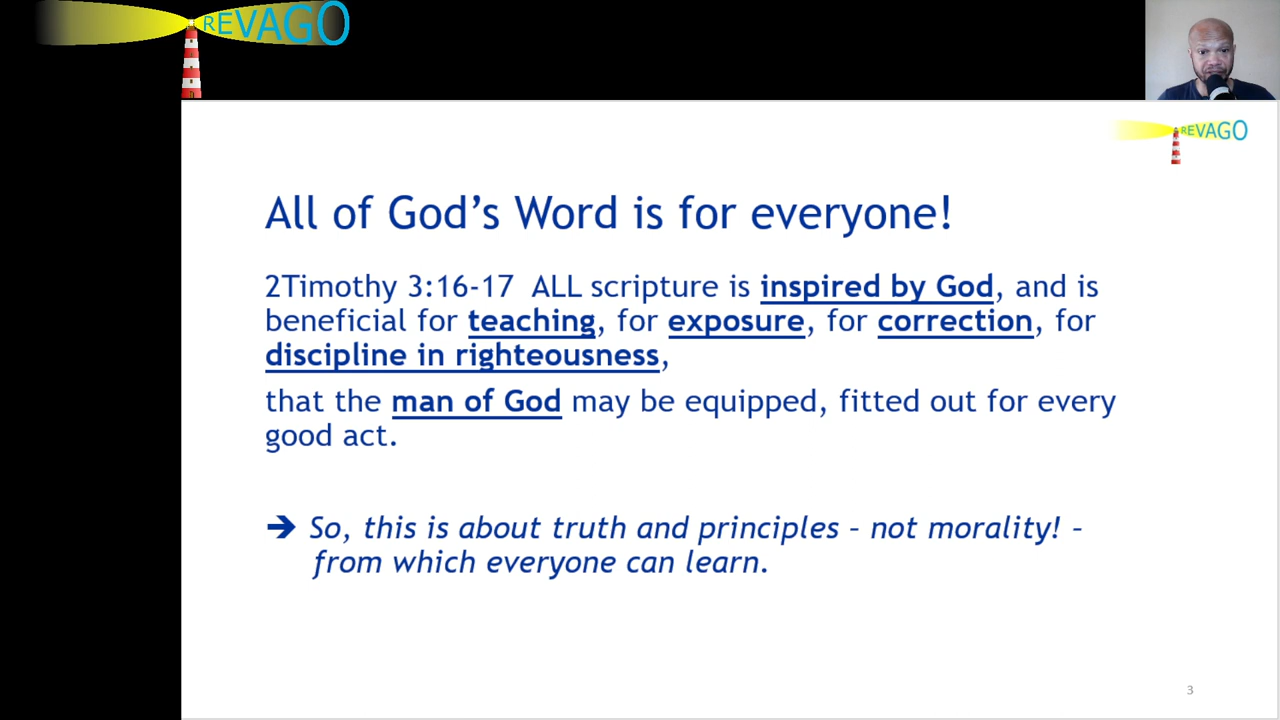 REVAGO
REVAGO
All of God's Word is for everyone!
2Timothy 3:16-17 ALL scripture is inspired by God, and is
beneficial for teaching, for exposure, for correction, for
discipline in righteousness,
that the man of God may be equipped, fitted out for every
good act.
➔ So, this is about truth and principles – not morality! –
from which everyone can learn.
3